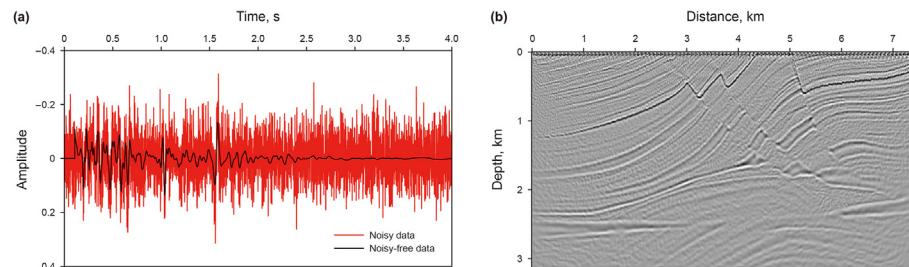 (a)
Time, s
0 0.5 1.0 1.5 2.0 2.5 3.0 3.5 4.0
−0.4
−0.2
0
0.2
0.4
Amplitude
Noisy data
Noisy-free data
(b)
Distance, km
0 1 2 3 4 5 6 7
0
1
2
3
Depth, km